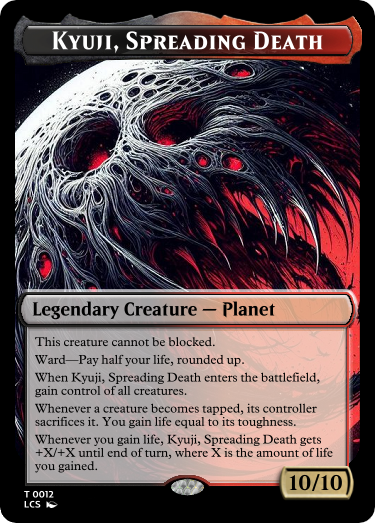 Kyuji, Spreading Death
Legendary Creature — Planet
This creature cannot be blocked.
Ward—Pay half your life, rounded up.
When Kyuji, Spreading Death enters the battlefield,
gain control of all creatures.
Whenever a creature becomes tapped, its controller
sacrifices it. You gain life equal to its toughness.
Whenever you gain life, Kyuji, Spreading Death gets
+X/+X until end of turn, where X is the amount of life
you gained.
10/10
T 0012
LCS